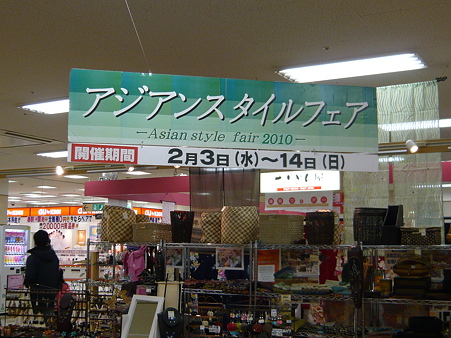 アジアンスタイルフェア
—Asian style fair 2010—
開催期間 2月3日(水)〜14日(日)